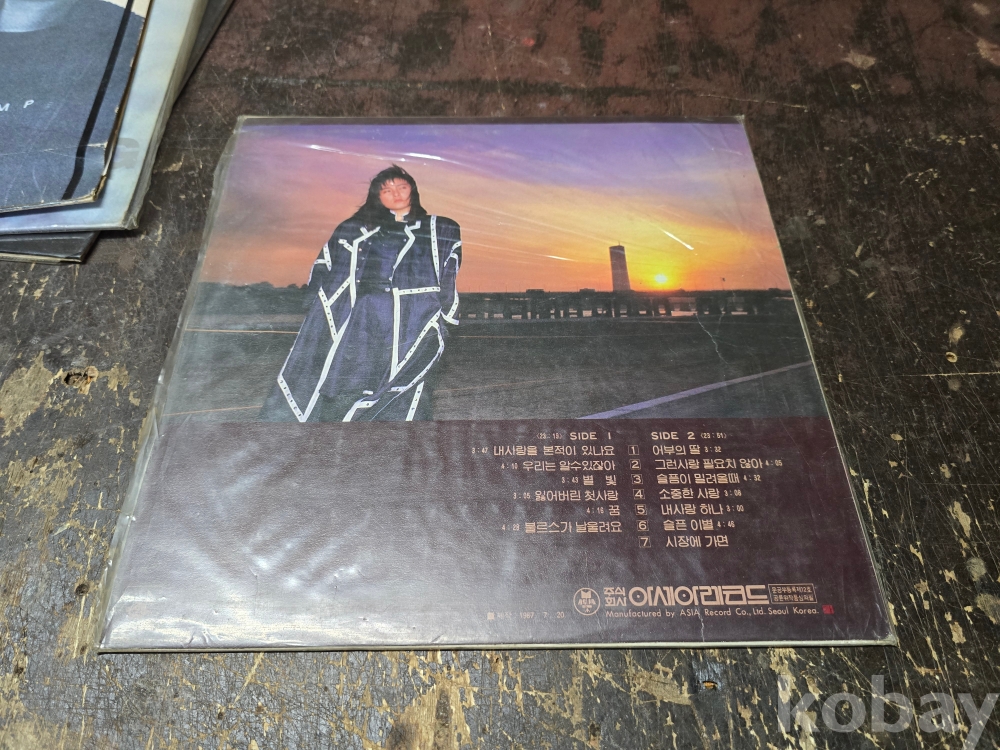 MP
〈23:15〉 SIDE 1 SIDE 2 〈23:51〉
3:47 내사랑을 본적이 있나요 1 어부의 딸 3:32
4:10 우리는 알수있잖아 2 그런사랑 필요치 않아 4:05
3:43 별 빛 3 슬픔이 밀려올때 4:32
3:05 잃어버린 첫사랑 4 소중한 사람 3:08
4:16 꿈 5 내사랑 하나 3:00
4:29 블르스가 날울려요 6 슬픈 이별 4:46
7 시장에 가면
주식회사 아세아레코드
Manufactured by ASIA Record Co., Ltd. Seoul Korea.
1987. 7. 20.
kobay